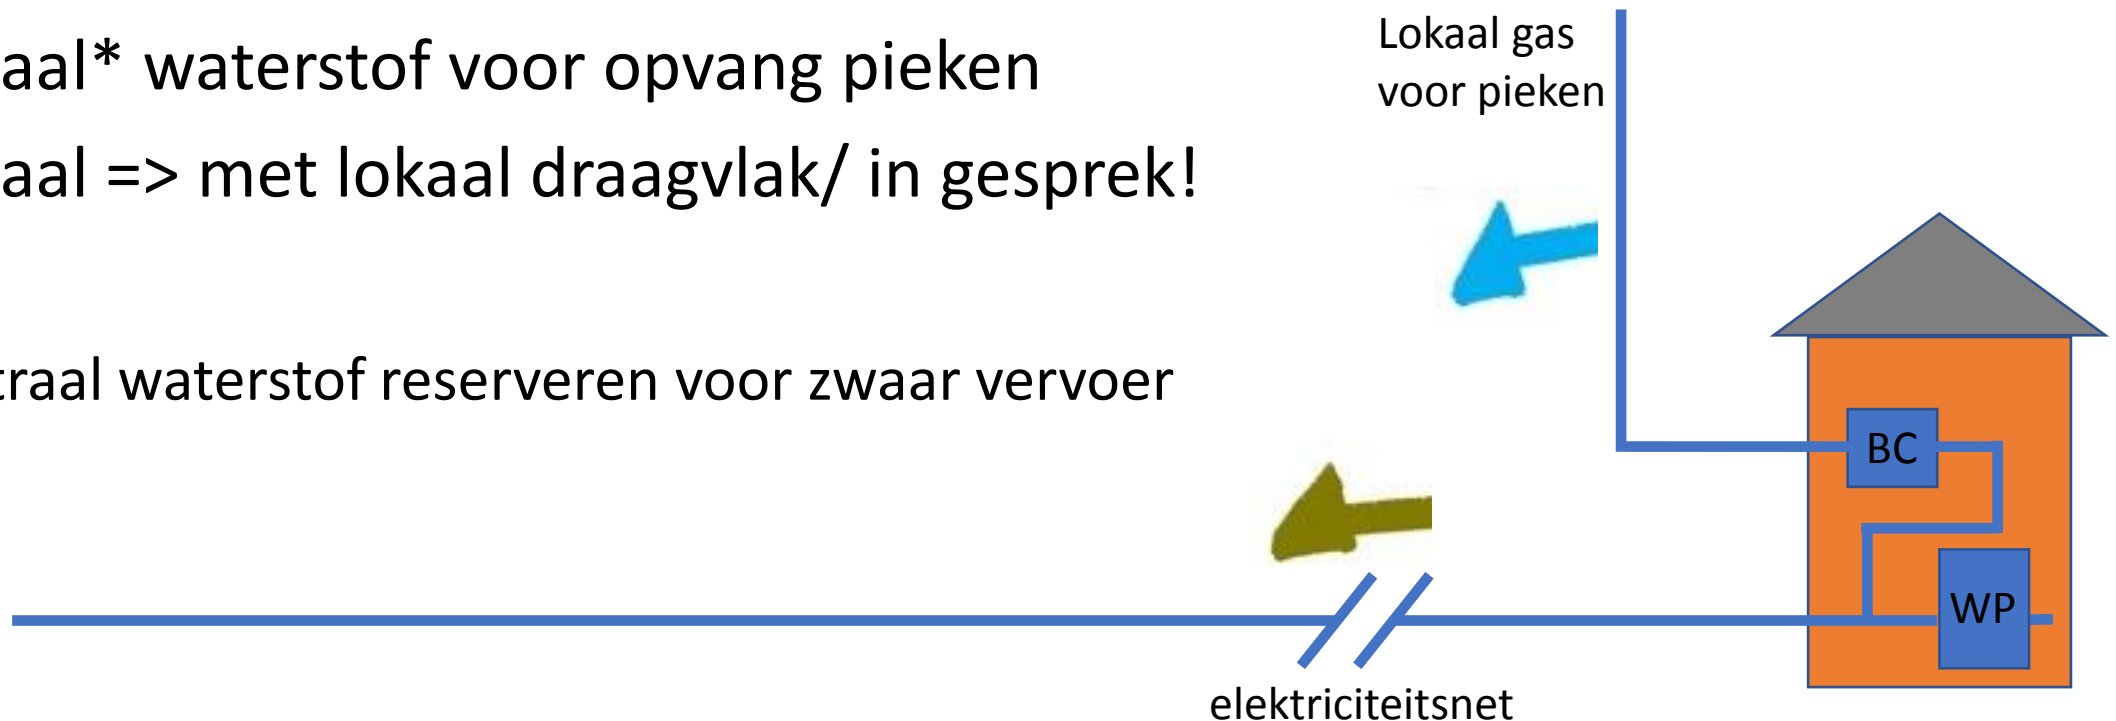 aal* waterstof voor opvang pieken
aal => met lokaal draagvlak/ in gesprek!
traal waterstof reserveren voor zwaar vervoer
Lokaal gas
voor pieken
BC
WP
elektriciteitsnet